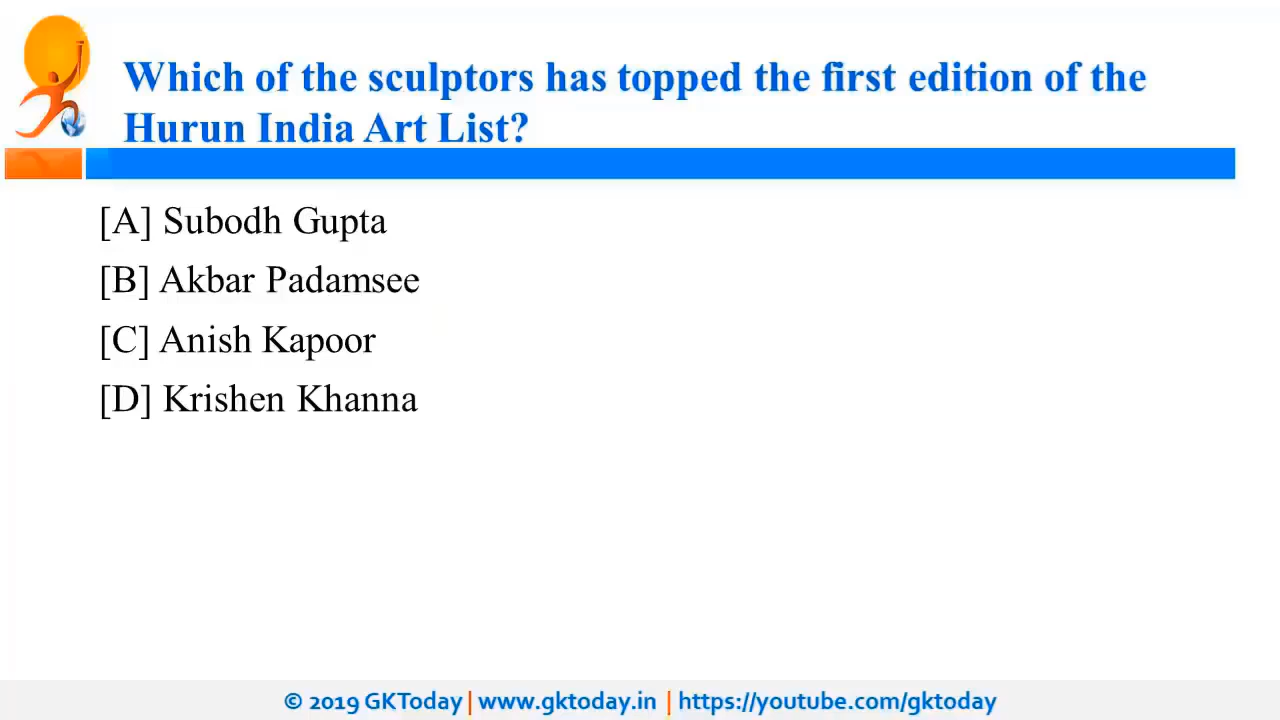 Which of the sculptors has topped the first edition of the
Hurun India Art List?
[A] Subodh Gupta
[B] Akbar Padamsee
[C] Anish Kapoor
[D] Krishen Khanna
© 2019 GKToday | www.gktoday.in | https://youtube.com/gktoday